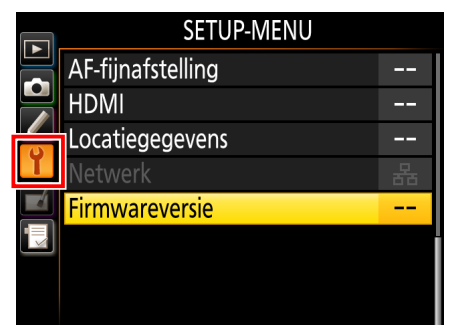 SETUP-MENU
AF-fijnafstelling --
HDMI --
Locatiegegevens --
Netwerk
Firmwareversie --